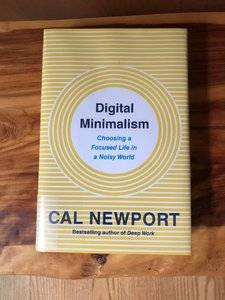 Digital
Minimalism
Choosing a
Focused Life in
a Noisy World
CAL NEWPORT
Bestselling author of Deep Work